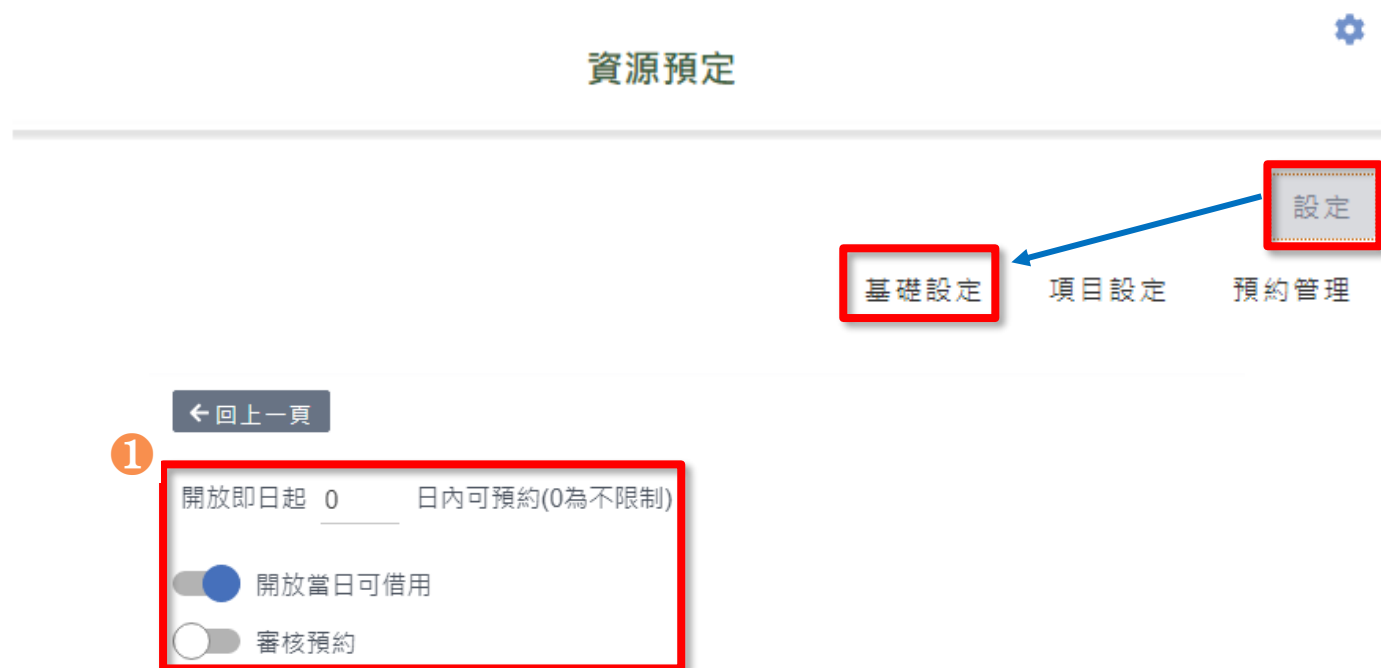 資源預定
設定
基礎設定 項目設定 預約管理
回上一頁
1
開放即日起 0 日內可預約(0為不限制)
開放當日可借用
審核預約